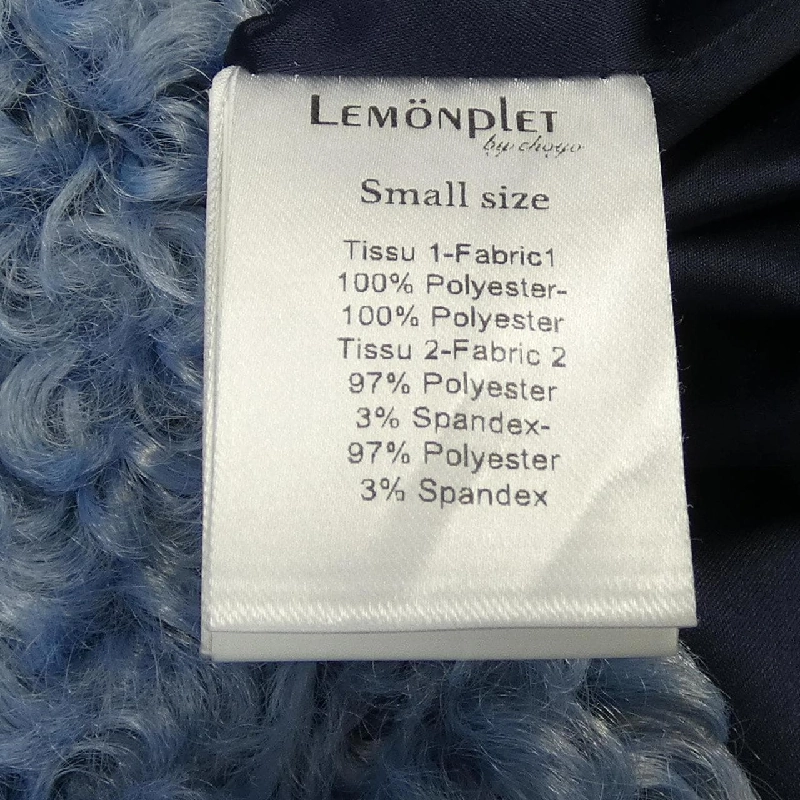 LEMÖNPLET
by choyo
Small size
Tissu 1-Fabric1
100% Polyester-
100% Polyester
Tissu 2-Fabric 2
97% Polyester
3% Spandex-
97% Polyester
3% Spandex